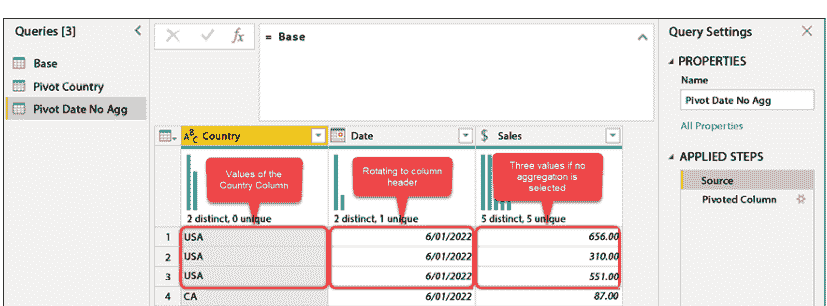 Queries [3]
Base
Pivot Country
Pivot Date No Agg
fx
= Base
Query Settings
PROPERTIES
Name
Pivot Date No Agg
All Properties
APPLIED STEPS
Source
Pivoted Column
ABC Country
Date
$ Sales
Values of the
Country Column
Rotating to column
header
Three values if no
aggregation is
selected
2 distinct, 0 unique
2 distinct, 1 unique
5 distinct, 5 unique
1 USA 6/01/2022 656.00
2 USA 6/01/2022 310.00
3 USA 6/01/2022 551.00
4 CA 6/01/2022 87.00